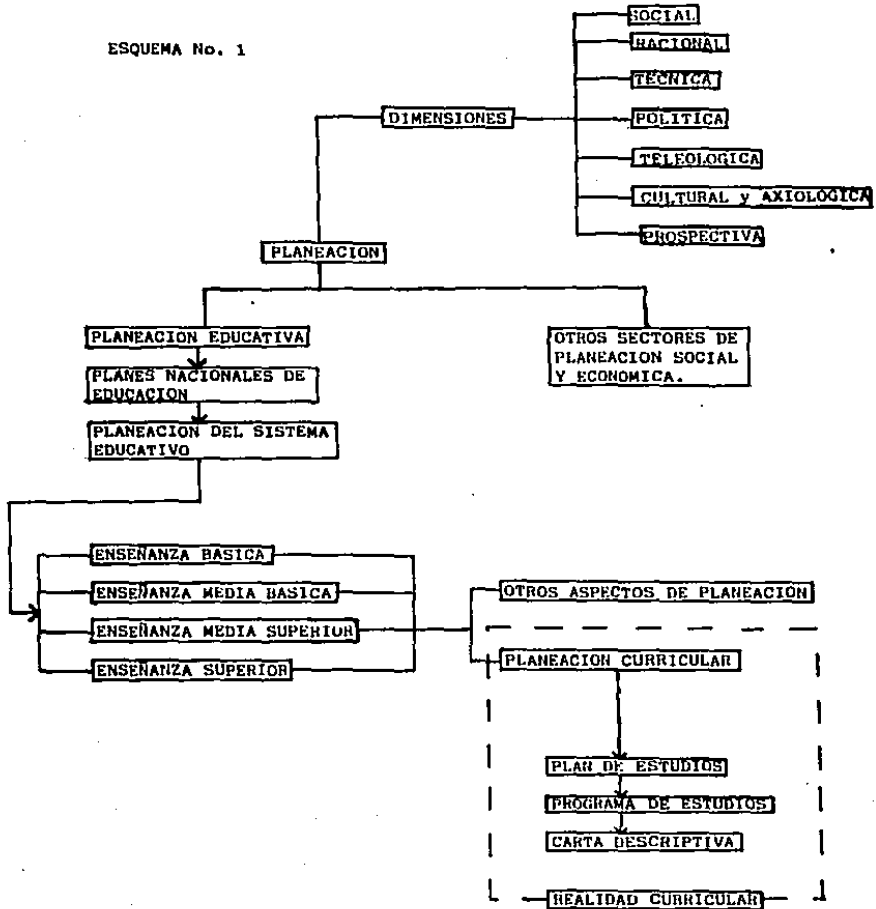 ESQUEMA No. 1
SOCIAL
RACIONAL
TECNICA
DIMENSIONES
POLITICA
TELEOLOGICA
CULTURAL y AXIOLOGICA
PROSPECTIVA
PLANEACION
PLANEACION EDUCATIVA
PLANES NACIONALES DE
EDUCACION
PLANEACION DEL SISTEMA
EDUCATIVO
OTROS SECTORES DE
PLANEACION SOCIAL
Y ECONOMICA.
ENSEÑANZA BASICA
ENSEÑANZA MEDIA BASICA
ENSEÑANZA MEDIA SUPERIOR
ENSEÑANZA SUPERIOR
OTROS ASPECTOS DE PLANEACION
PLANEACION CURRICULAR
PLAN DE ESTUDIOS
PROGRAMA DE ESTUDIOS
CARTA DESCRIPTIVA
REALIDAD CURRICULAR